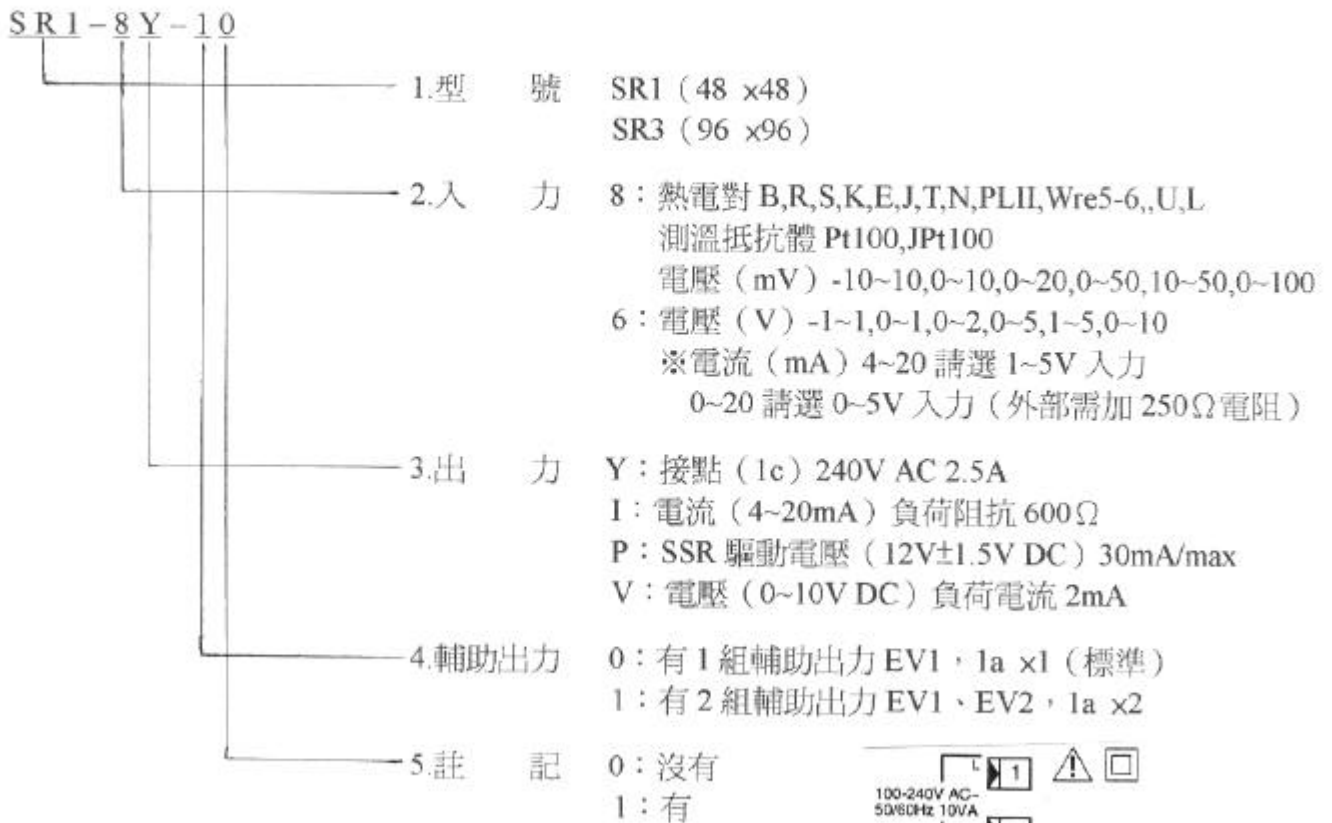 SR1-8Y-10
1.型 號 SR1（48 x48）
SR3（96 x96）
2.入 力 8：熱電對 B,R,S,K,E,J,T,N,PLII,Wre5-6,,U,L
測溫抵抗體 Pt100,JPt100
電壓（mV）-10~10,0~10,0~20,0~50,10~50,0~100
6：電壓（V）-1~1,0~1,0~2,0~5,1~5,0~10
※電流（mA）4~20 請選 1~5V 入力
0~20 請選 0~5V 入力（外部需加 250Ω電阻）
3.出 力 Y：接點（1c）240V AC 2.5A
I：電流（4~20mA）負荷阻抗 600Ω
P：SSR 驅動電壓（12V±1.5V DC）30mA/max
V：電壓（0~10V DC）負荷電流 2mA
4.輔助出力 0：有 1 組輔助出力 EV1，1a x1（標準）
1：有 2 組輔助出力 EV1、EV2，1a x2
5.註 記 0：沒有
1：有
L 1
100-240V AC~
50/60Hz 10VA